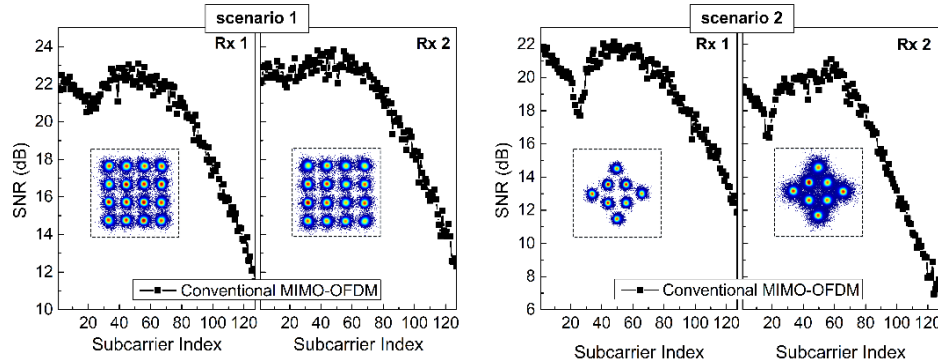 scenario 1
Rx 1
Rx 2
SNR (dB)
24
22
20
18
16
14
12
10
Conventional MIMO-OFDM
20 40 60 80 100
20 40 60 80 100 120
Subcarrier Index
Subcarrier Index
scenario 2
Rx 1
Rx 2
SNR (dB)
22
20
18
16
14
12
10
8
6
Conventional MIMO-OFDM
20 40 60 80 100
20 40 60 80 100 120
Subcarrier Index
Subcarrier Index